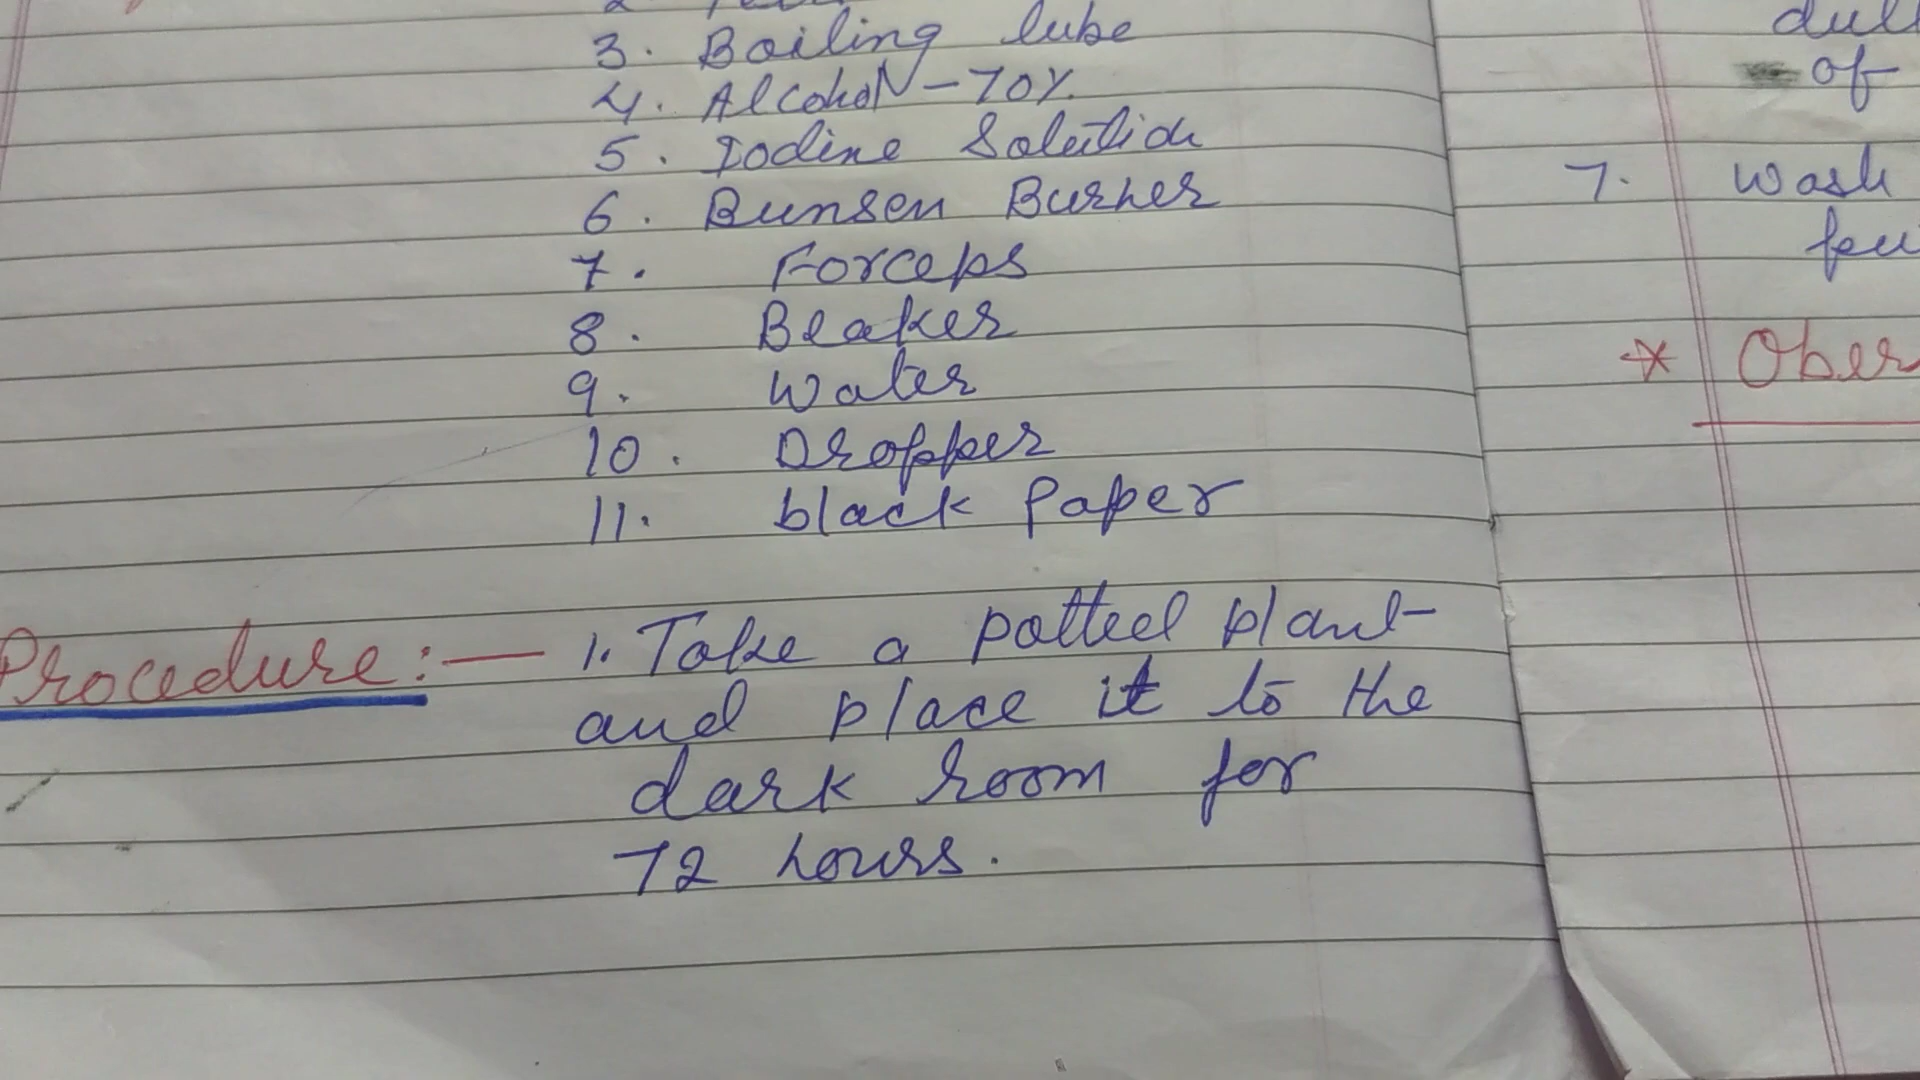 3. Boiling tube
4. Alcohol - 70%
5. Iodine Solution
6. Bunsen Burner
7. Forceps
8. Beaker
9. Water
10. Dropper
11. black Paper
Procedure:— 1. Take a potted plant
and place it to the
dark room for
72 hours.
of
7. wash
* Ober